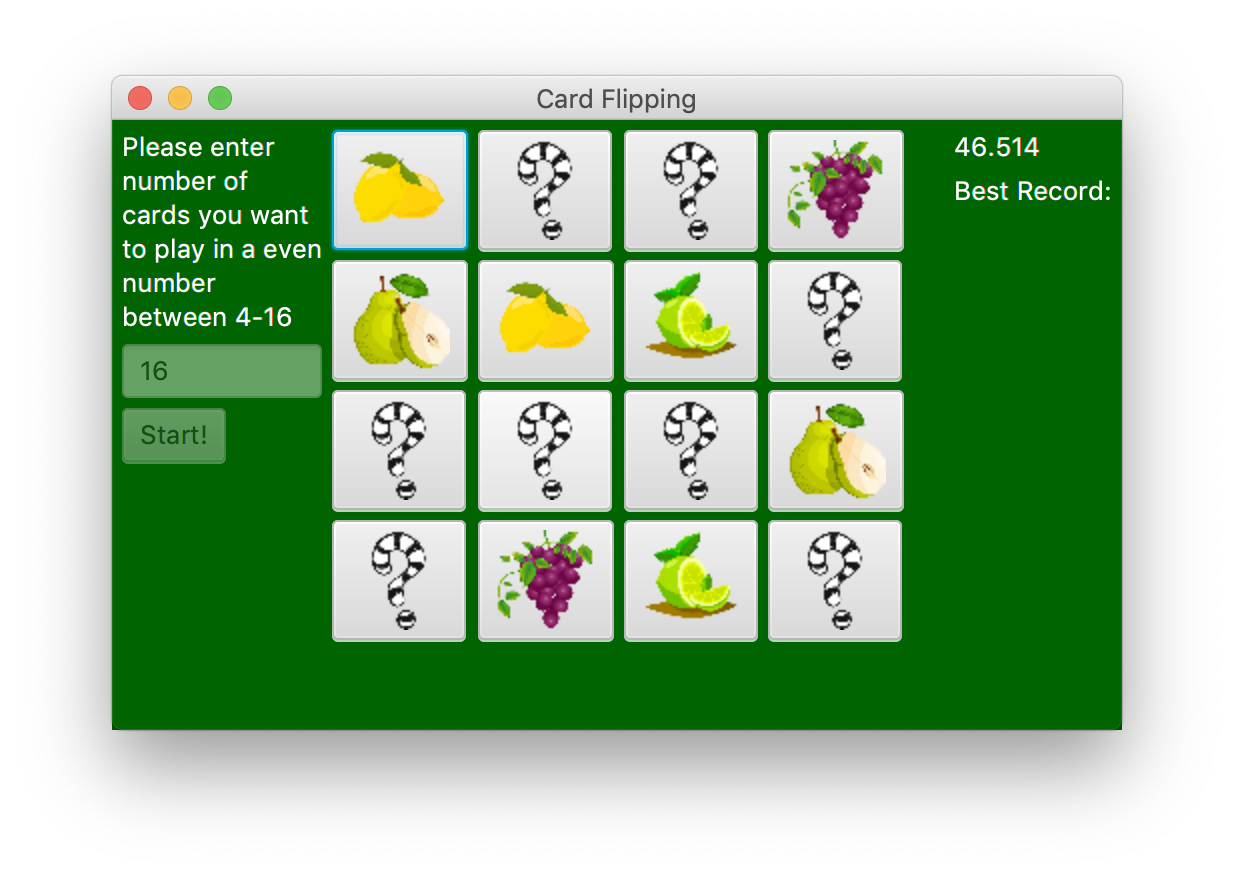 Card Flipping
Please enter
number of
cards you want
to play in a even
number
between 4-16
16
Start!
? ?
?
? ? ?
? ?
46.514
Best Record: